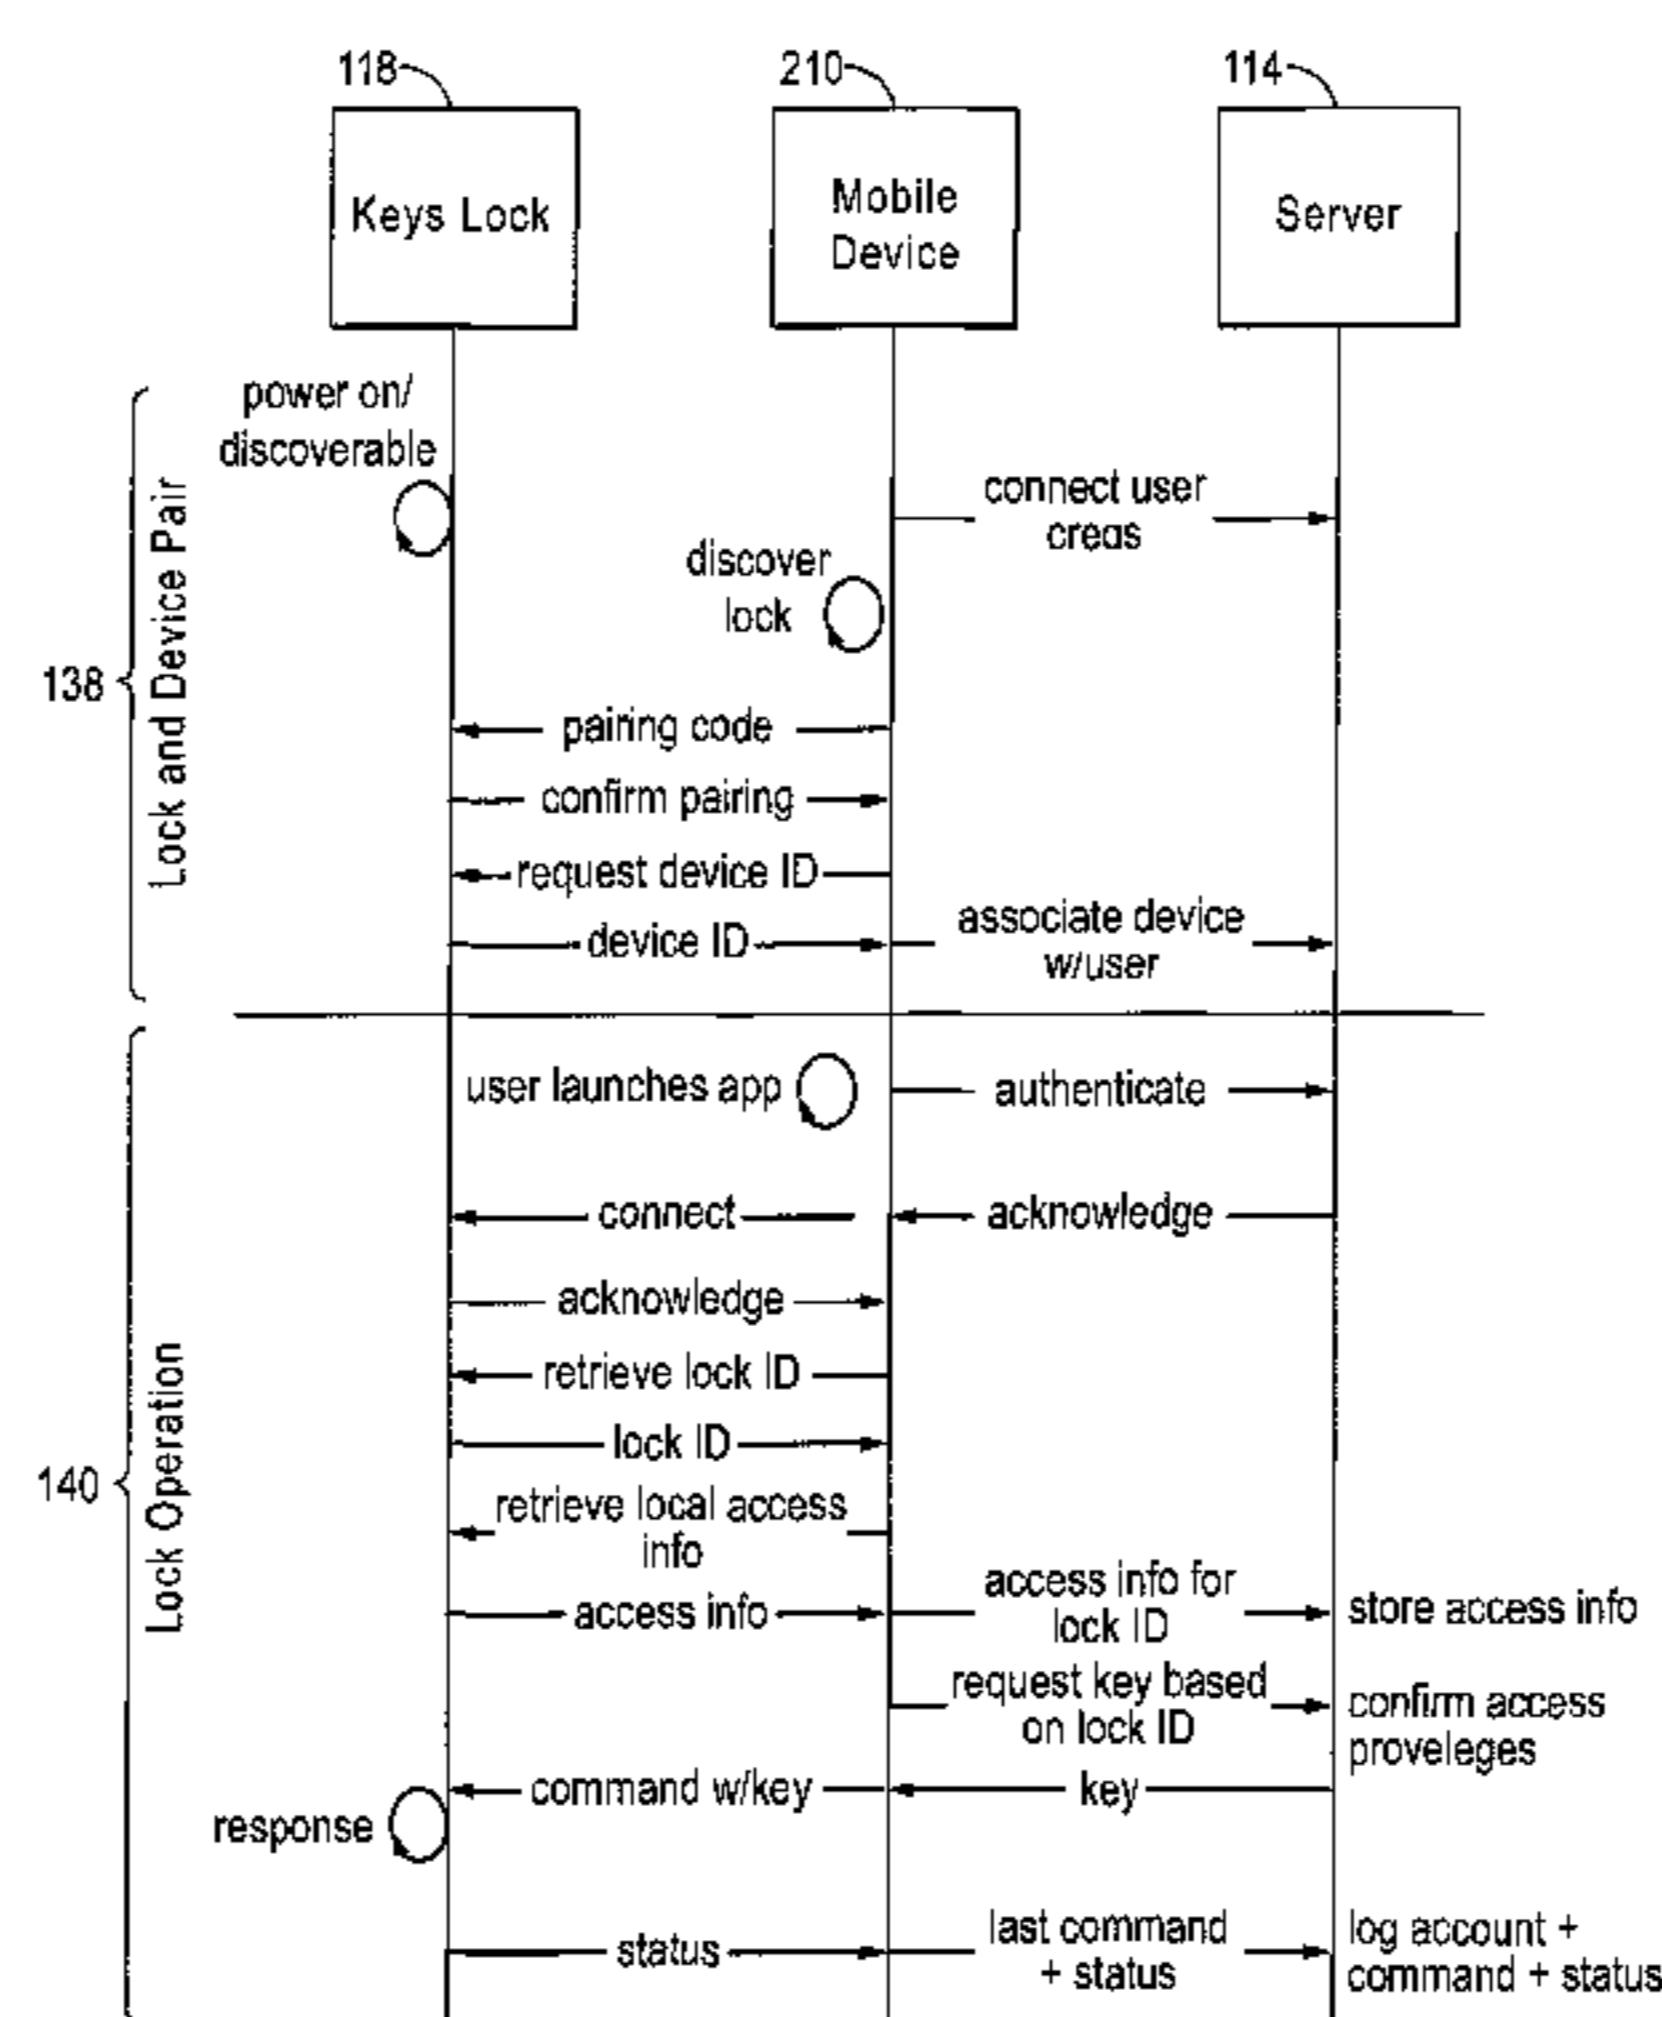 118
210
114
Keys Lock
Mobile
Device
Server
power on/
discoverable
connect user
creds
discover
lock
138
Lock and Device Pair
pairing code
confirm pairing
request device ID
device ID
associate device
w/user
user launches app
authenticate
connect
acknowledge
acknowledge
retrieve lock ID
lock ID
140
Lock Operation
retrieve local access
info
access info
access info for
lock ID
store access info
request key based
on lock ID
confirm access
proveleges
command w/key
key
response
status
last command
+ status
log account +
command + status